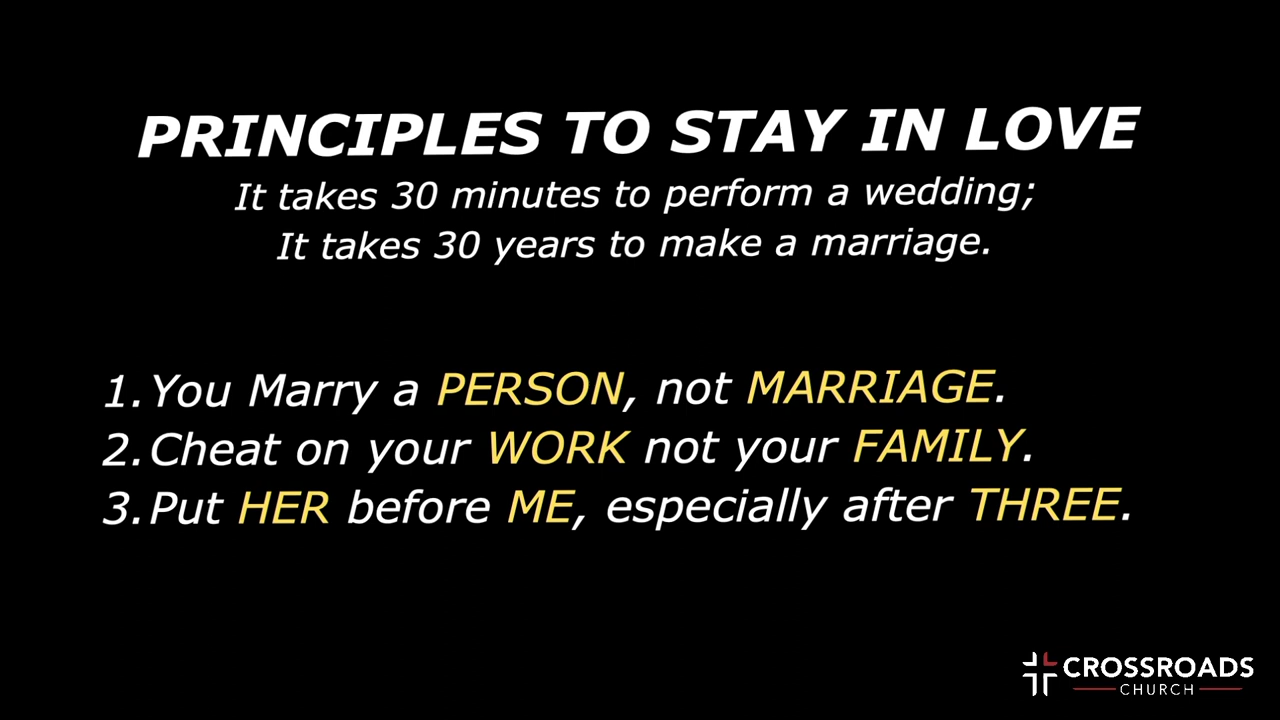 PRINCIPLES TO STAY IN LOVE
It takes 30 minutes to perform a wedding;
It takes 30 years to make a marriage.
1. You Marry a PERSON, not MARRIAGE.
2. Cheat on your WORK not your FAMILY.
3. Put HER before ME, especially after THREE.
CROSSROADS
CHURCH